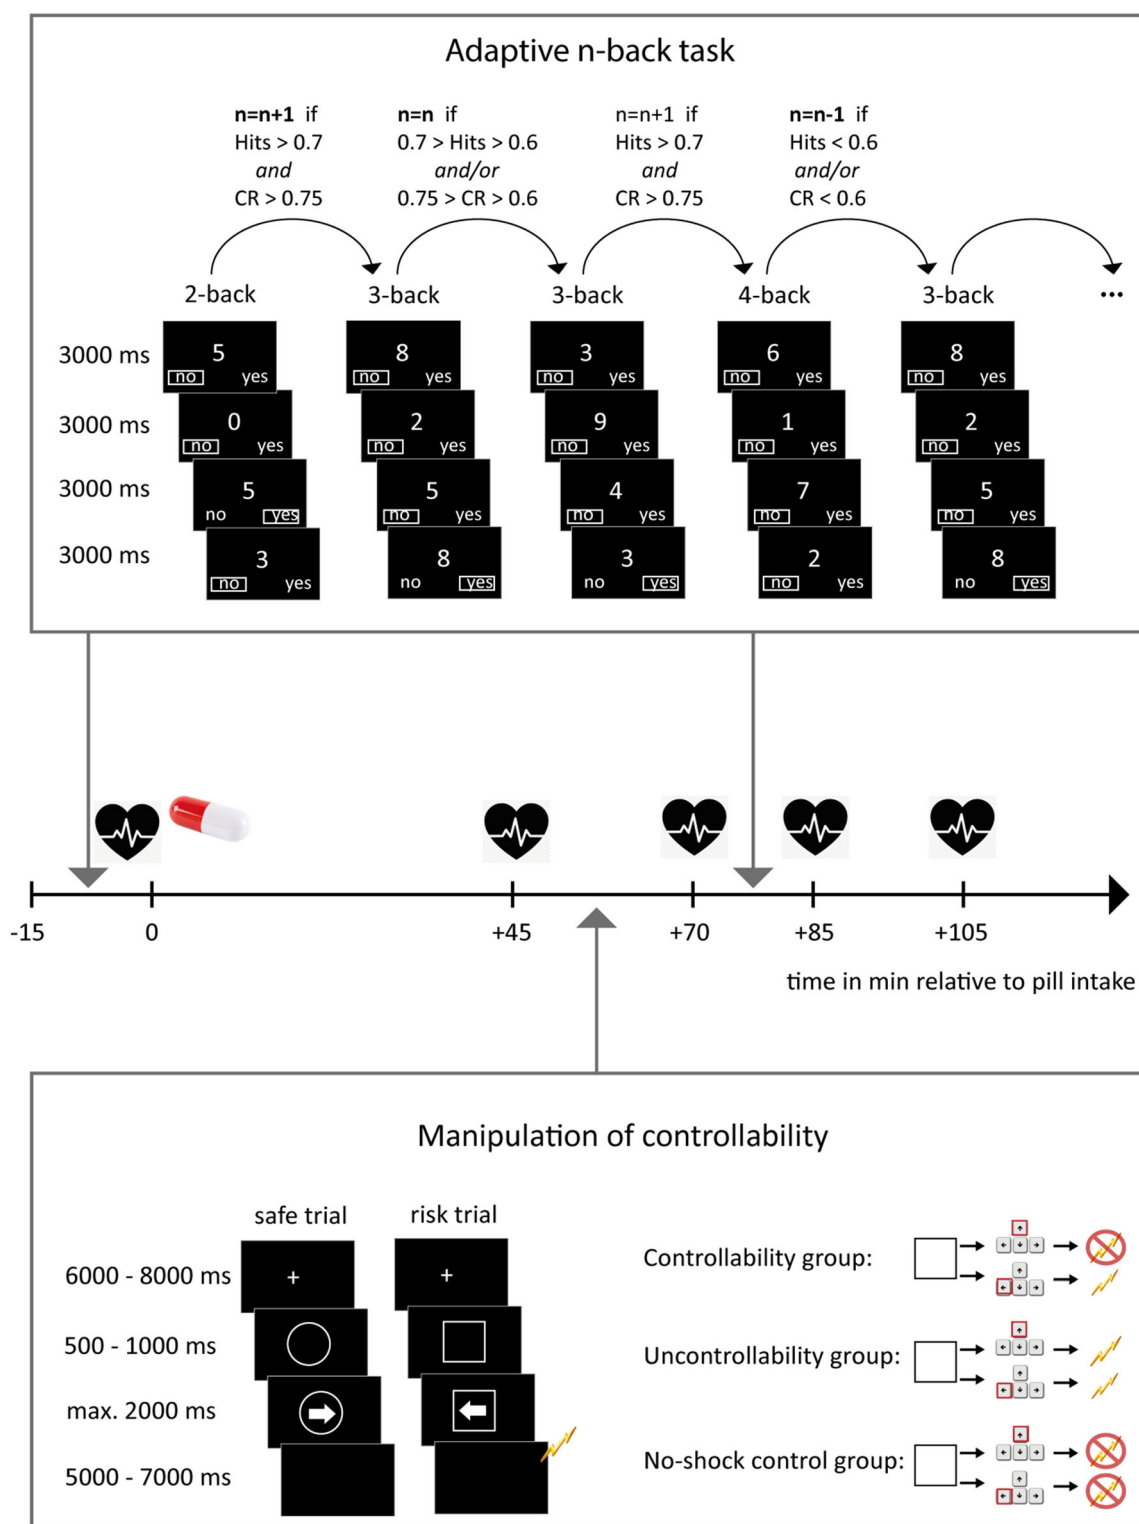 Adaptive n-back task
n=n+1 if
Hits > 0.7
and
CR > 0.75
n=n if
0.7 > Hits > 0.6
and/or
0.75 > CR > 0.6
n=n+1 if
Hits > 0.7
and
CR > 0.75
n=n-1 if
Hits < 0.6
and/or
CR < 0.6
2-back 3-back 3-back 4-back 3-back ...
3000 ms
5 8 3 6 8
no yes no yes no yes no yes no yes
3000 ms
0 2 9 1 2
no yes no yes no yes no yes no yes
3000 ms
5 5 4 7 5
no yes no yes no yes no yes no yes
3000 ms
3 8 3 2 8
no yes no yes no yes no yes no yes
-15 0 +45 +70 +85 +105
time in min relative to pill intake
Manipulation of controllability
safe trial risk trial
6000 - 8000 ms
+ +
500 - 1000 ms
max. 2000 ms
5000 - 7000 ms
Controllability group:
Uncontrollability group:
No-shock control group: